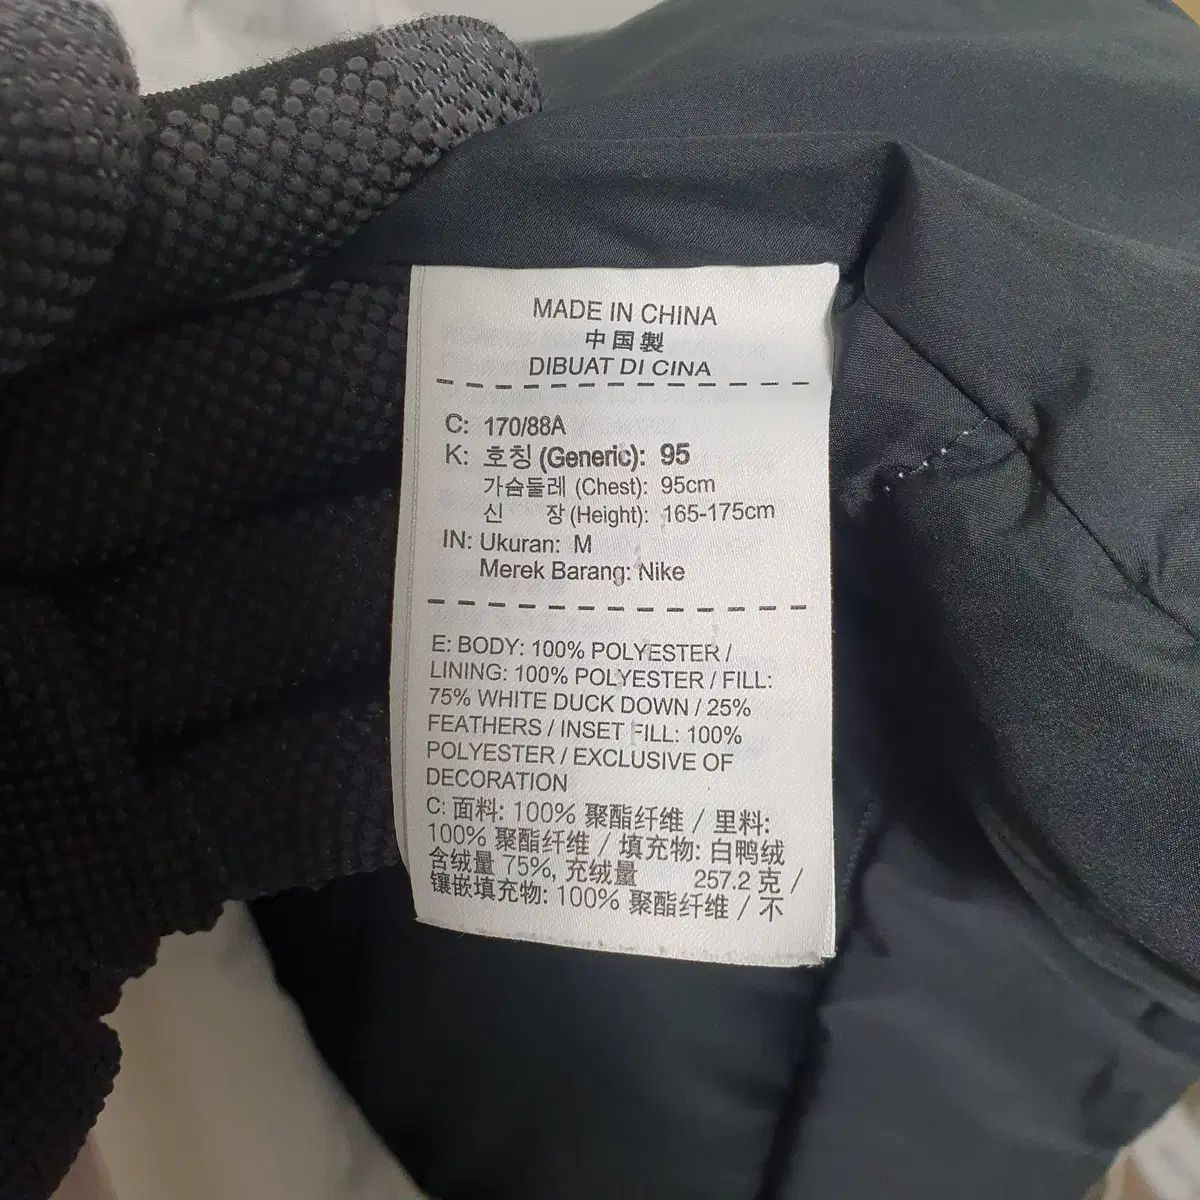 MADE IN CHINA
中国製
DIBUAT DI CINA
C: 170/88A
K: 호칭 (Generic): 95
가슴둘레 (Chest): 95cm
신 장 (Height): 165-175cm
IN: Ukuran: M
Merek Barang: Nike
E: BODY: 100% POLYESTER /
LINING: 100% POLYESTER / FILL:
75% WHITE DUCK DOWN / 25%
FEATHERS / INSET FILL: 100%
POLYESTER / EXCLUSIVE OF
DECORATION
C: 面料: 100% 聚酯纤维 / 里料:
100% 聚酯纤维 / 填充物: 白鸭绒
含绒量 75%, 充绒量 257.2 克 /
镶嵌填充物: 100% 聚酯纤维 / 不